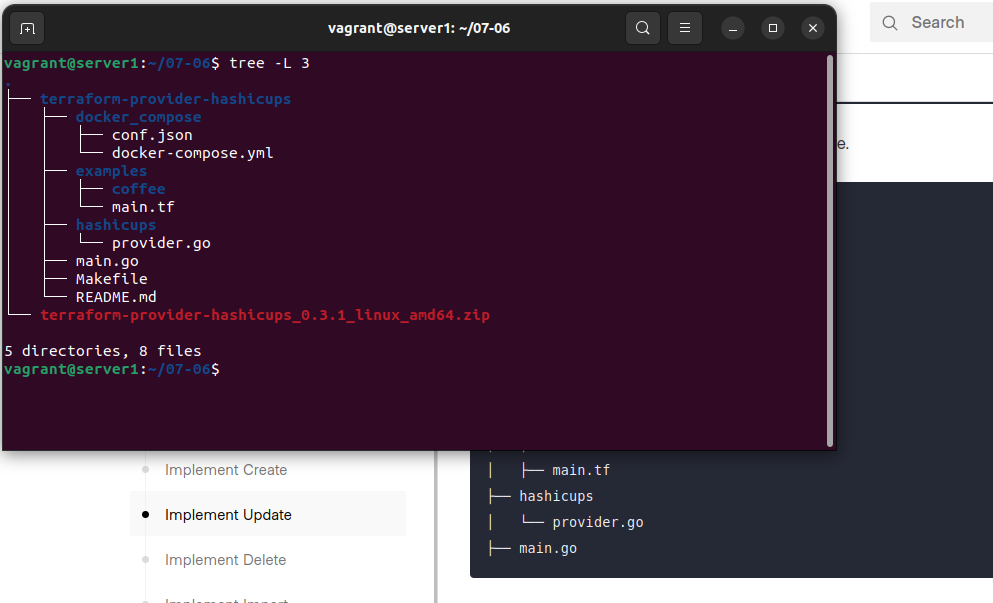 vagrant@server1: ~/07-06
Search
vagrant@server1:~/07-06$ tree -L 3
.
├── terraform-provider-hashicups
│   ├── docker_compose
│   │   ├── conf.json
│   │   └── docker-compose.yml
│   ├── examples
│   │   ├── coffee
│   │   └── main.tf
│   ├── hashicups
│   │   └── provider.go
│   ├── main.go
│   ├── Makefile
│   └── README.md
└── terraform-provider-hashicups_0.3.1_linux_amd64.zip
5 directories, 8 files
vagrant@server1:~/07-06$
e.
Implement Create
Implement Update
Implement Delete
Implement Import
│   ├── main.tf
├── hashicups
│   └── provider.go
├── main.go